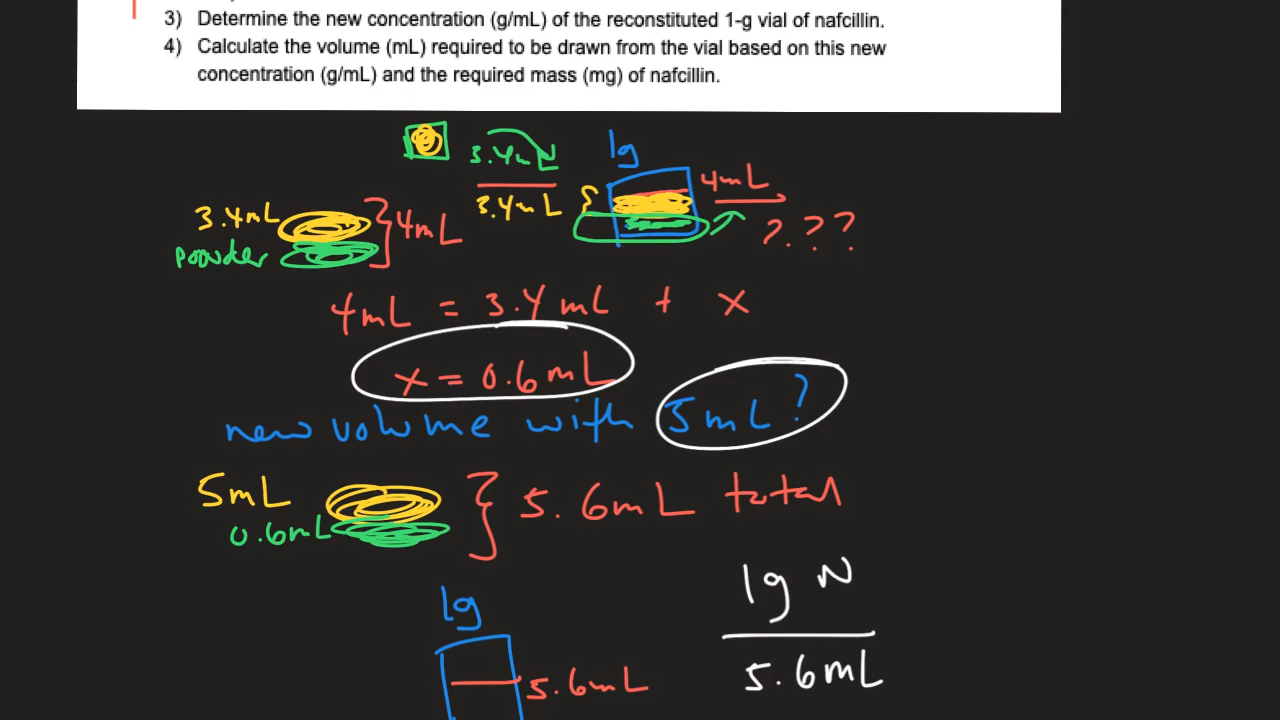 3) Determine the new concentration (g/mL) of the reconstituted 1-g vial of nafcillin.
4) Calculate the volume (mL) required to be drawn from the vial based on this new
concentration (g/mL) and the required mass (mg) of nafcillin.
3.4mL
3.4mL
1g
4mL
???
3.4mL
powder
4mL
4mL = 3.4mL + x
x = 0.6mL
new volume with 5mL?
5mL
0.6mL
5.6mL total
1g
5.6mL
1g N
5.6mL